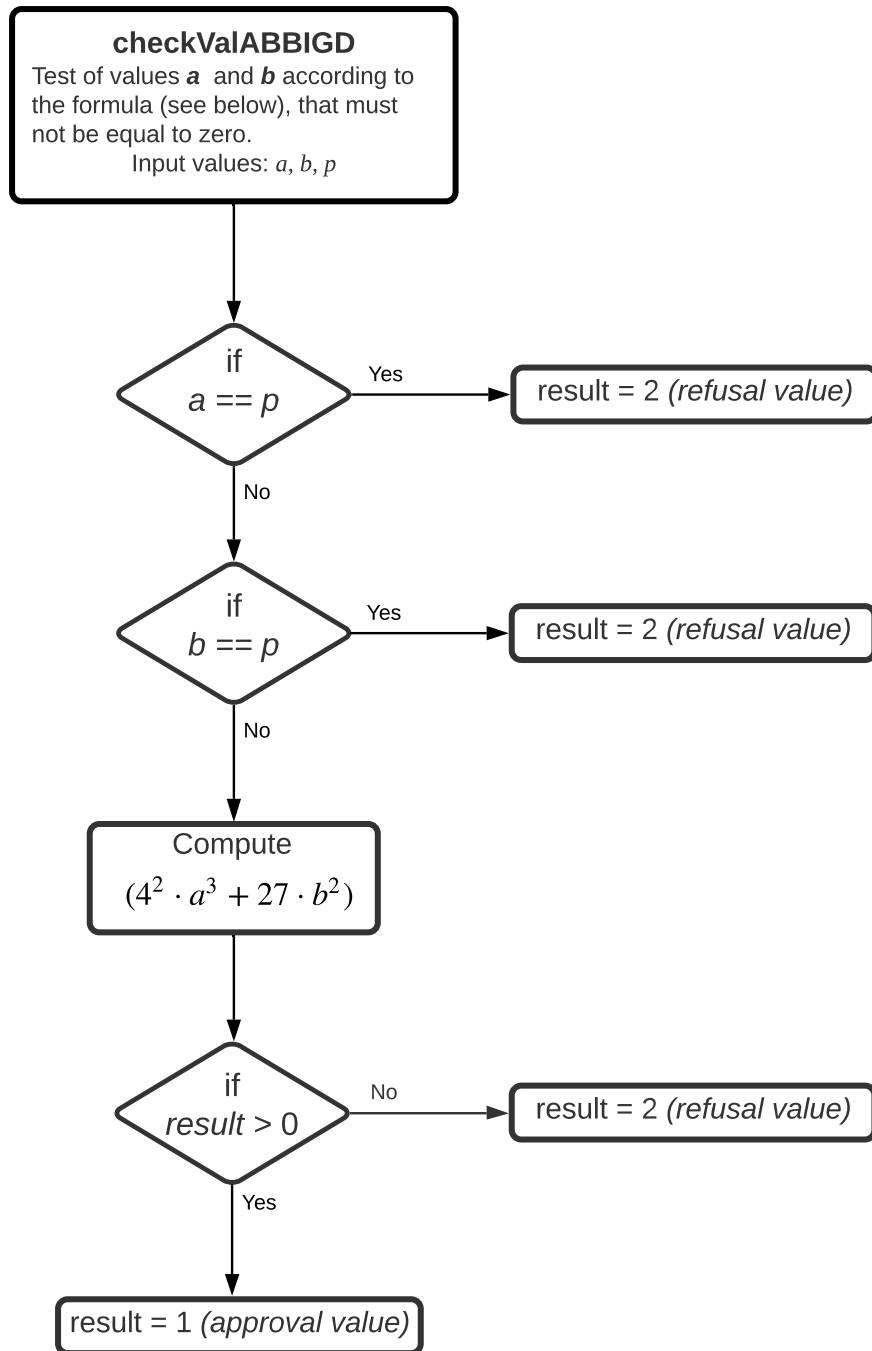 checkValABBIGD
Test of values a and b according to
the formula (see below), that must
not be equal to zero.
Input values: a, b, p
if
a == p
Yes
result = 2 (refusal value)
No
if
b == p
Yes
result = 2 (refusal value)
No
Compute
(4² · a³ + 27 · b²)
if
result > 0
No
result = 2 (refusal value)
Yes
result = 1 (approval value)